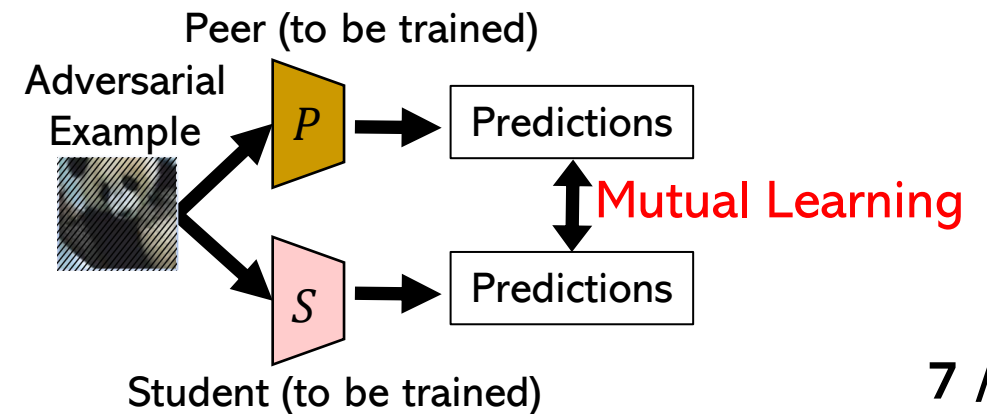 Peer (to be trained)
Adversarial
Example
P
Predictions
Mutual Learning
S
Predictions
Student (to be trained)
7 /